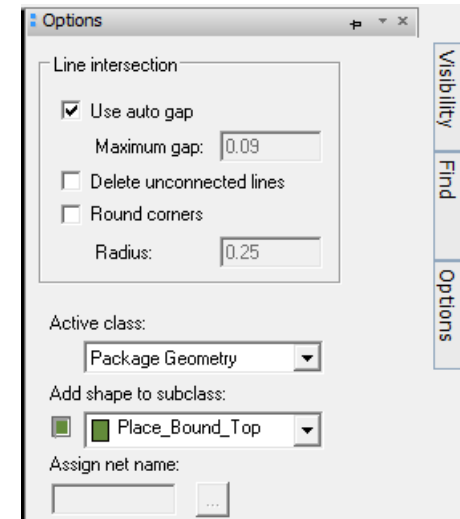 Options
Line intersection
Use auto gap
Maximum gap: 0.09
Delete unconnected lines
Round corners
Radius: 0.25
Active class:
Package Geometry
Add shape to subclass:
Place_Bound_Top
Assign net name:
...
Visibility
Find
Options